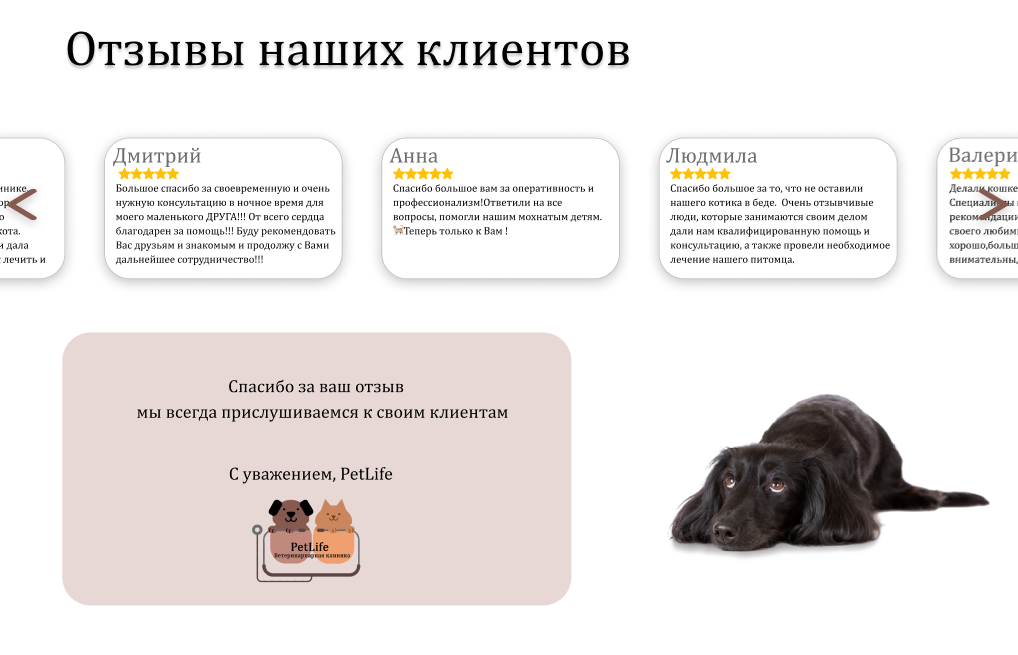 Отзывы наших клиентов
кота.
и дала
лечить и
Дмитрий
Большое спасибо за своевременную и очень
нужную консультацию в ночное время для
моего маленького ДРУГА!!! От всего сердца
благодарен за помощь!!! Буду рекомендовать
Вас друзьям и знакомым и продолжу с Вами
дальнейшее сотрудничество!!!
Анна
Спасибо большое вам за оперативность и
профессионализм!Ответили на все
вопросы, помогли нашим мохнатым детям.
Теперь только к Вам !
Людмила
Спасибо большое за то, что не оставили
нашего котика в беде. Очень отзывчивые
люди, которые занимаются своим делом
дали нам квалифицированную помощь и
консультацию, а также провели необходимое
лечение нашего питомца.
Валери
Делали кошке
Специалисты
рекомендации
своего любим
хорошо,больш
внимательны,
Спасибо за ваш отзыв
мы всегда прислушиваемся к своим клиентам
С уважением, PetLife
PetLife
Ветеринарная клиника